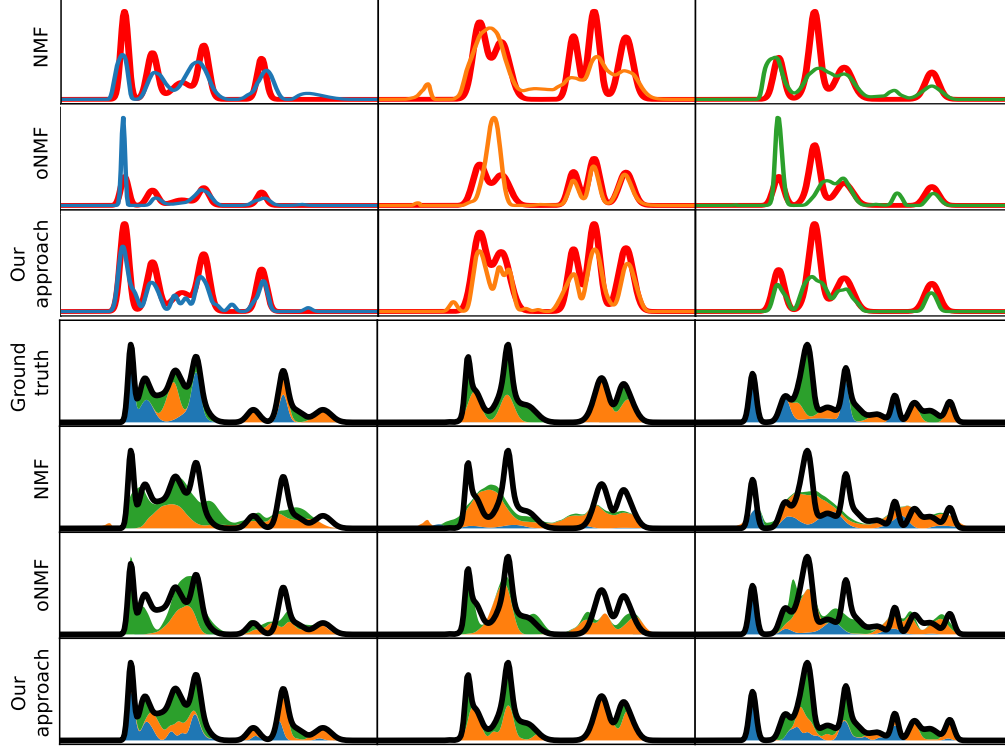 NMF
oNMF
Our
approach
Ground
truth
NMF
oNMF
Our
approach